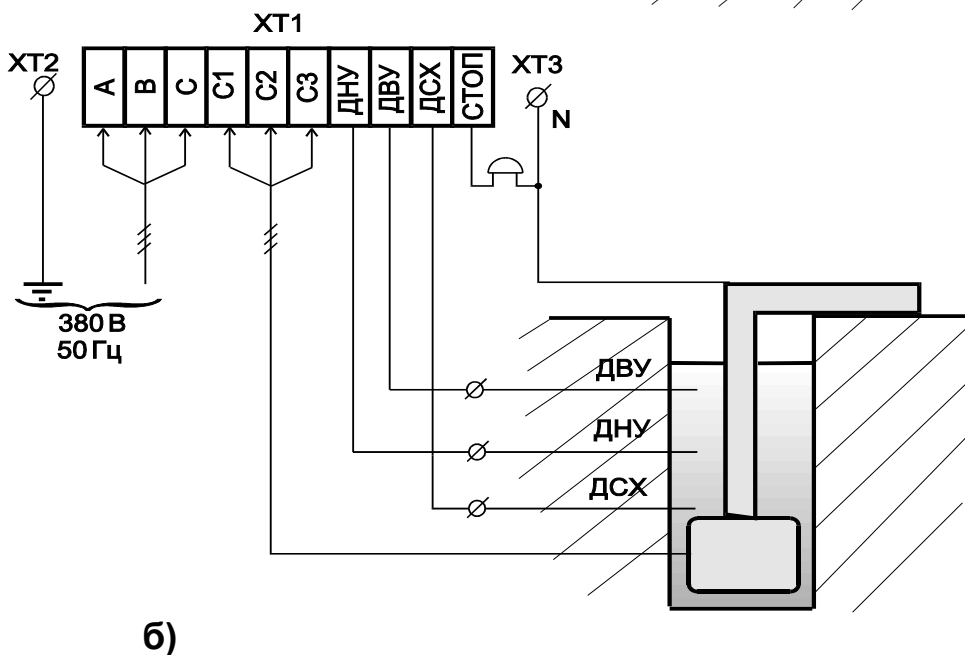 XT1
XT2
A
B
C
C1
C2
C3
ДНУ
ДВУ
ДСХ
СТОП
XT3
N
380 В
50 Гц
ДВУ
ДНУ
ДСХ
б)